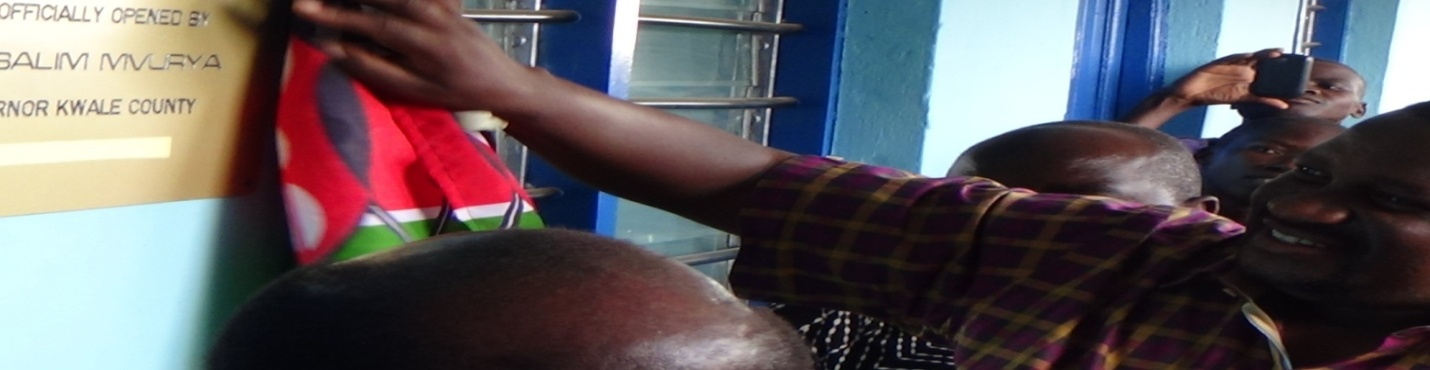 OFFICIALLY OPENED BY
SALIM MVURYA
RNOR KWALE COUNTY